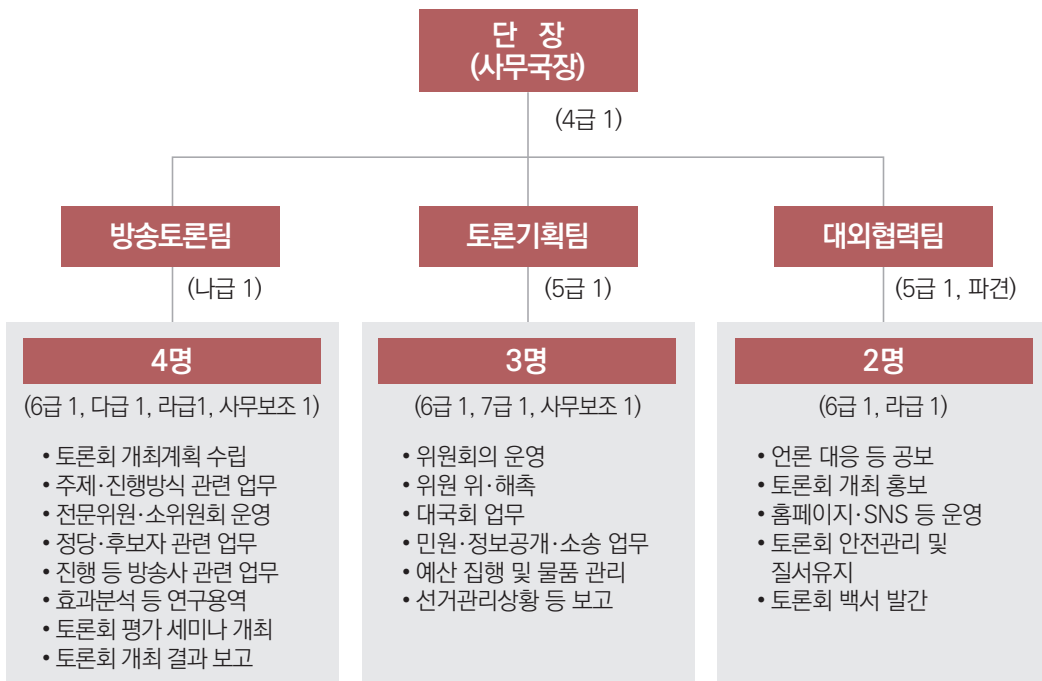 단 장
(사무국장)
(4급 1)
방송토론팀
(나급 1)
4명
(6급 1, 다급 1, 라급1, 사무보조 1)
• 토론회 개최계획 수립
• 주제·진행방식 관련 업무
• 전문위원·소위원회 운영
• 정당·후보자 관련 업무
• 진행 등 방송사 관련 업무
• 효과분석 등 연구용역
• 토론회 평가 세미나 개최
• 토론회 개최 결과 보고
토론기획팀
(5급 1)
3명
(6급 1, 7급 1, 사무보조 1)
• 위원회의 운영
• 위원 위·해촉
• 대국회 업무
• 민원·정보공개·소송 업무
• 예산 집행 및 물품 관리
• 선거관리상황 등 보고
대외협력팀
(5급 1, 파견)
2명
(6급 1, 라급 1)
• 언론 대응 등 공보
• 토론회 개최 홍보
• 홈페이지·SNS 등 운영
• 토론회 안전관리 및
질서유지
• 토론회 백서 발간